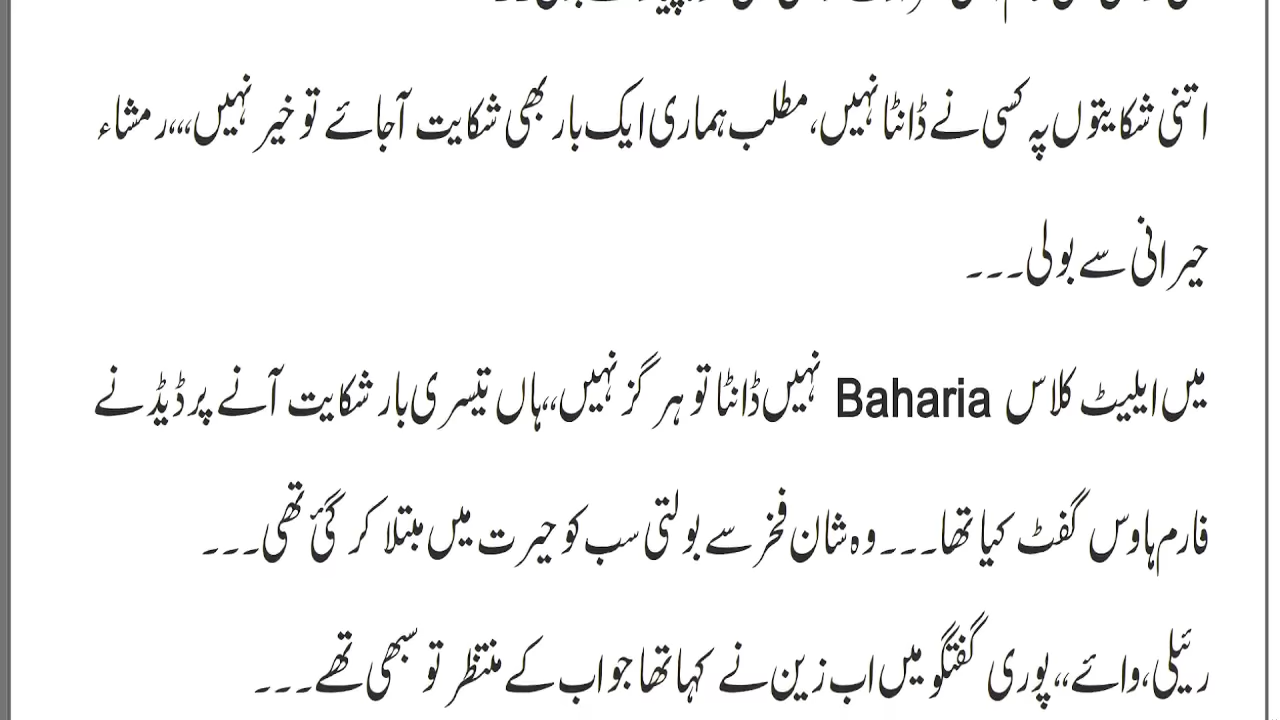 اتنی شکایتوں پہ کسی نے ڈانٹا نہیں، مطلب ہماری ایک بار بھی شکایت آجائے تو خیر نہیں،،،رمشاء
حیرانی سے بولی۔۔۔
نہیں ڈانٹا تو ہر گز نہیں،،ہاں تیسری بار شکایت آنے پر ڈیڈ نے Baharia میں ایلیٹ کلاس
فارم ہاوس گفٹ کیا تھا۔۔۔وہ شان فخر سے بولتی سب کو حیرت میں مبتلا کر گئ تھی۔۔۔
رئیلی،وائے،،پوری گفتگو میں اب زین نے کہا تھا جواب کے منتظر تو سبھی تھے۔۔۔